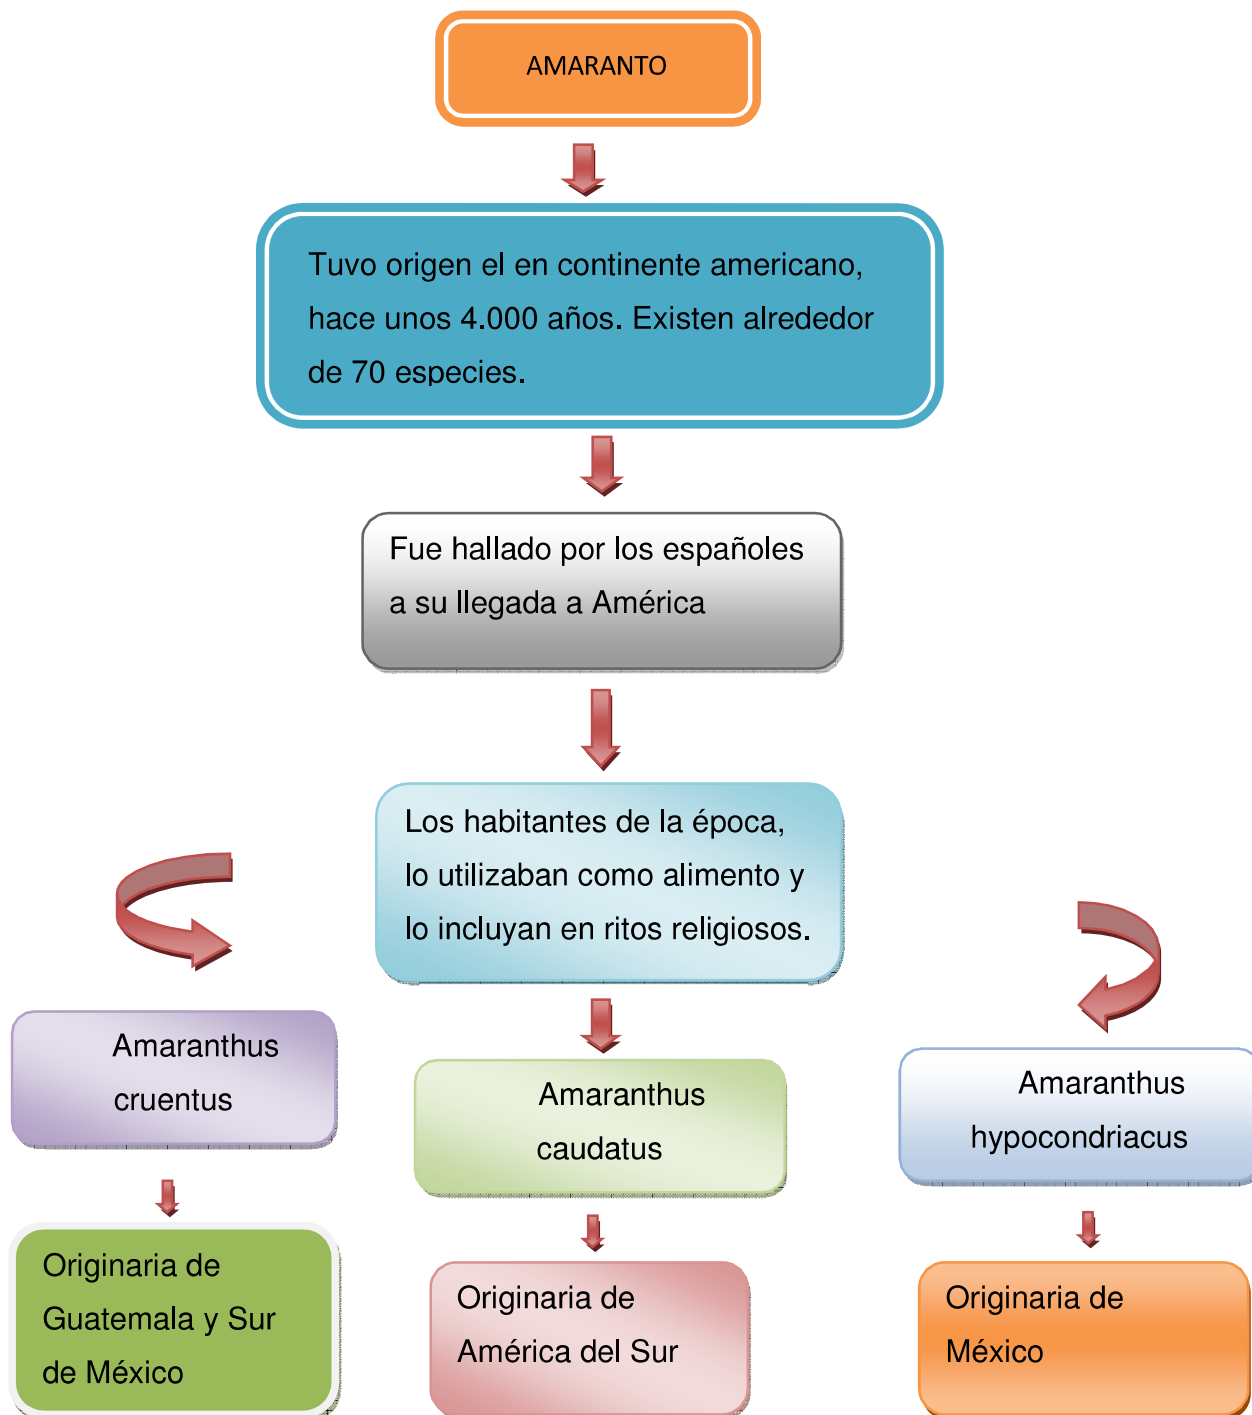 AMARANTO
Tuvo origen el en continente americano,
hace unos 4.000 años. Existen alrededor
de 70 especies.
Fue hallado por los españoles
a su llegada a América
Los habitantes de la época,
lo utilizaban como alimento y
lo incluyan en ritos religiosos.
Amaranthus
cruentus
Amaranthus
caudatus
Amaranthus
hypocondriacus
Originaria de
Guatemala y Sur
de México
Originaria de
América del Sur
Originaria de
México